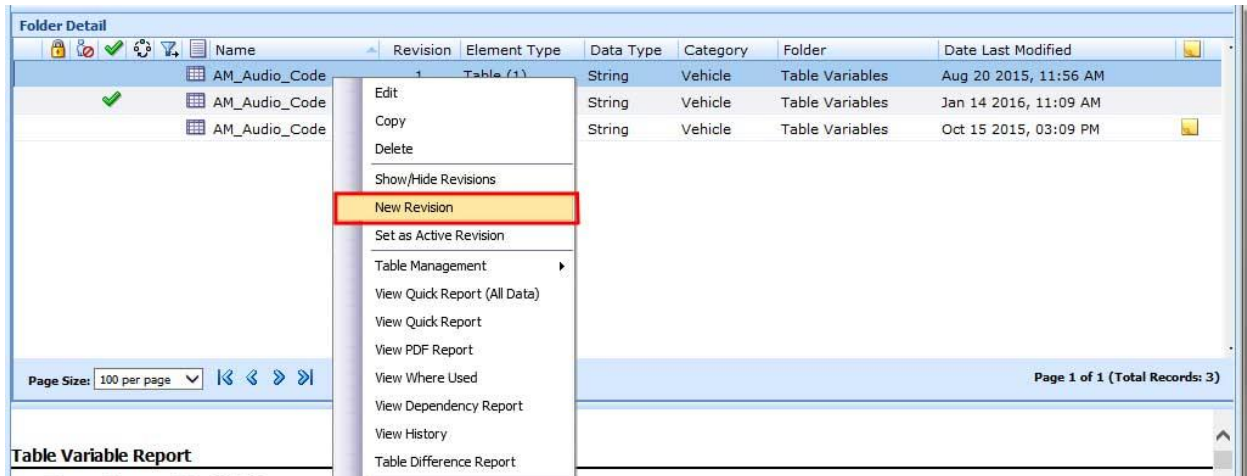 Folder Detail
Name Revision Element Type Data Type Category Folder Date Last Modified
AM_Audio_Code 1 Table (1) String Vehicle Table Variables Aug 20 2015, 11:56 AM
AM_Audio_Code String Vehicle Table Variables Jan 14 2016, 11:09 AM
AM_Audio_Code String Vehicle Table Variables Oct 15 2015, 03:09 PM
Edit
Copy
Delete
Show/Hide Revisions
New Revision
Set as Active Revision
Table Management
View Quick Report (All Data)
View Quick Report
View PDF Report
View Where Used
View Dependency Report
View History
Table Difference Report
Page Size: 100 per page Page 1 of 1 (Total Records: 3)
Table Variable Report